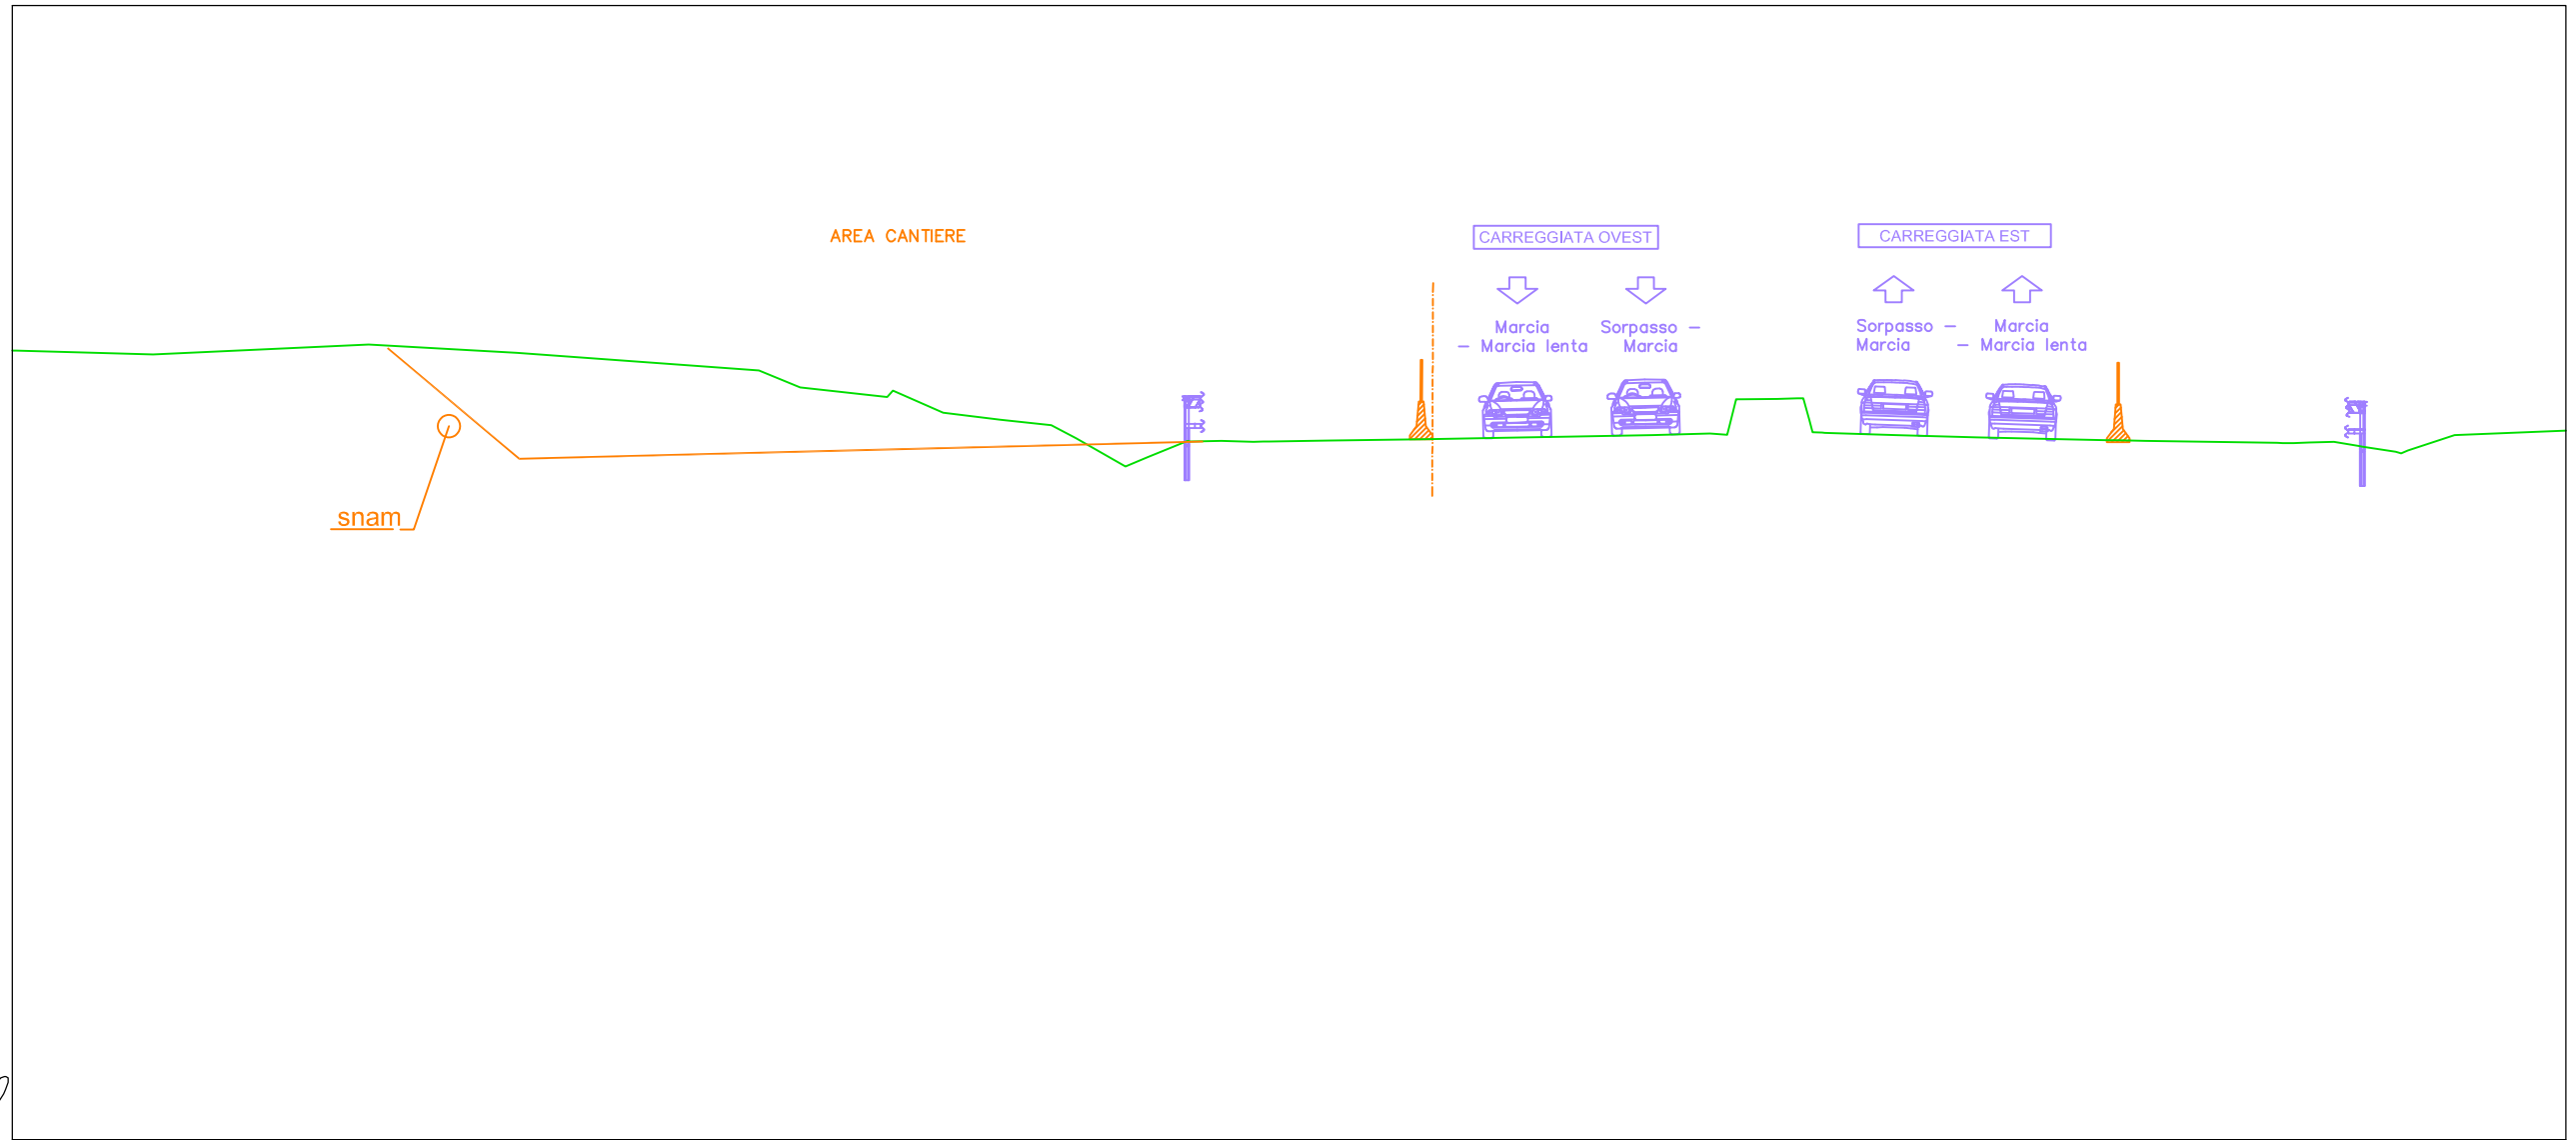 AREA CANTIERE
CARREGGIATA OVEST
CARREGGIATA EST
Marcia
– Marcia lenta
Sorpasso –
Marcia
Sorpasso –
Marcia
Marcia
– Marcia lenta
snam